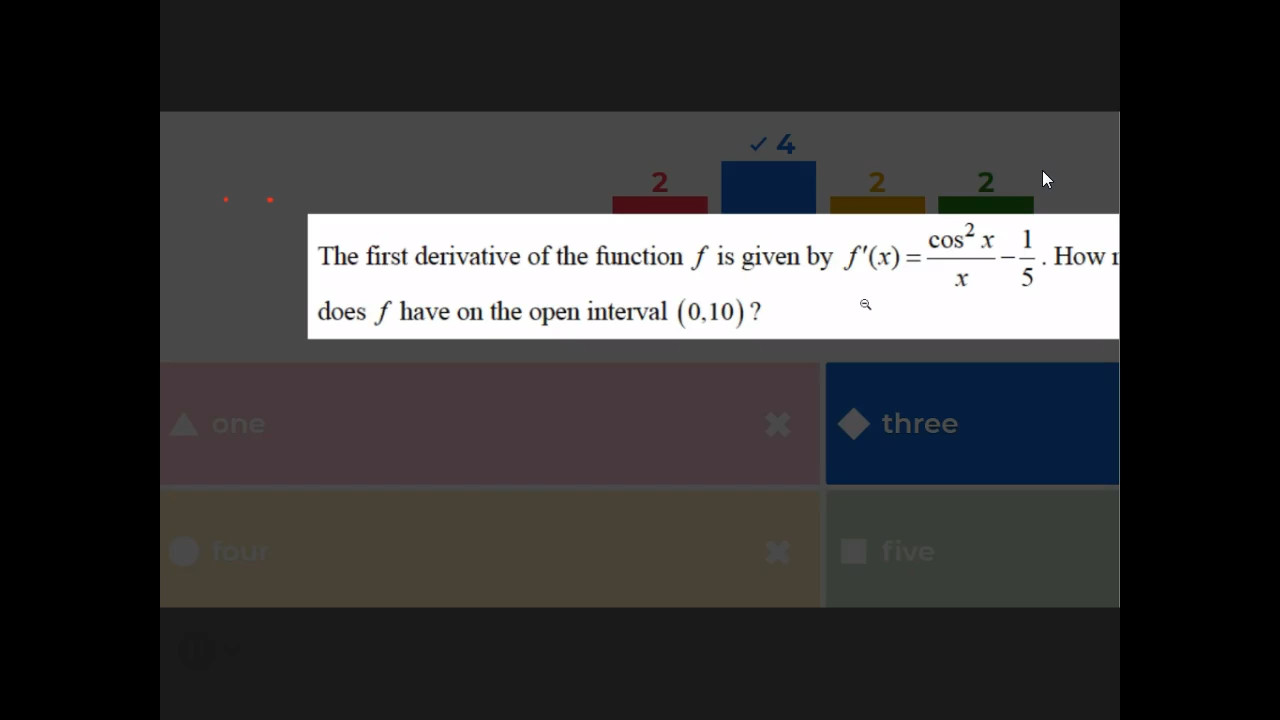 ✓ 4
2 2 2
The first derivative of the function f is given by f′(x) = cos² x / x − 1/5 . How
does f have on the open interval (0,10) ?
one three
four five